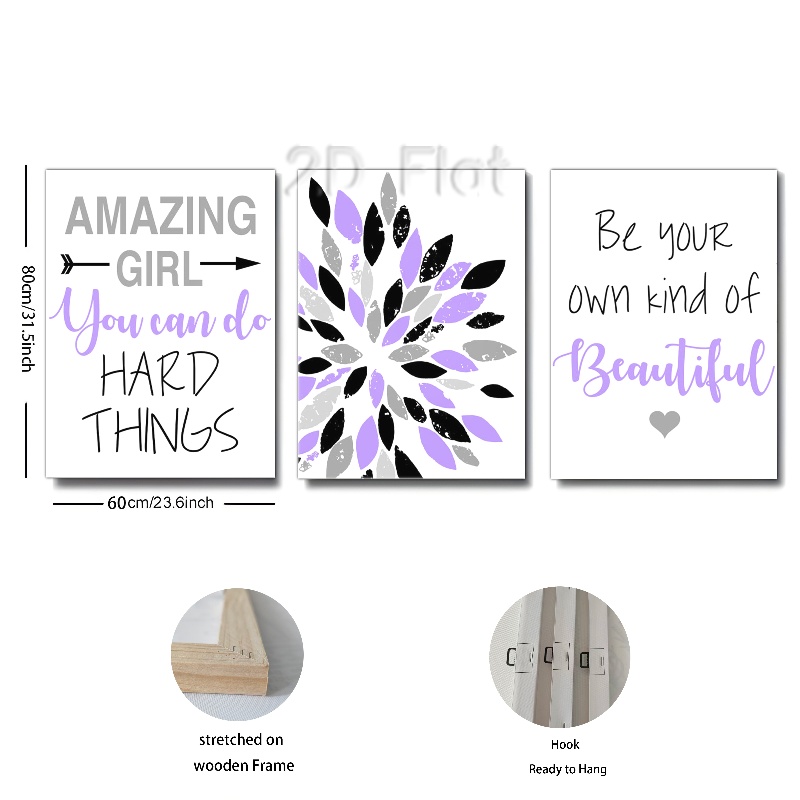 2D Flat
AMAZING
GIRL
You can do
HARD
THINGS
Be your
own kind of
Beautiful
80cm/31.5inch
60cm/23.6inch
stretched on
wooden Frame
Hook
Ready to Hang